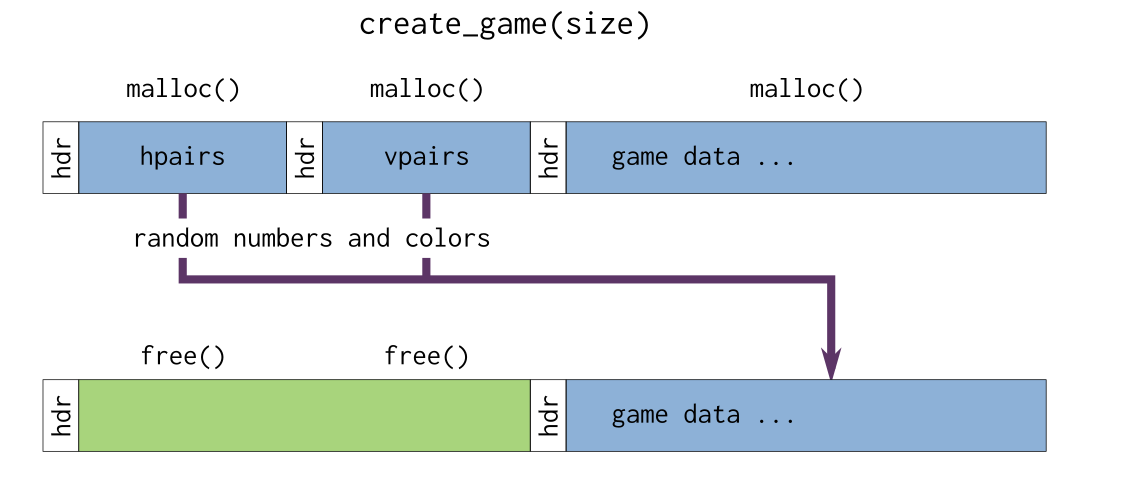 create_game(size)
malloc() malloc() malloc()
hdr hpairs hdr vpairs hdr game data ...
random numbers and colors
free() free()
hdr hdr game data ...